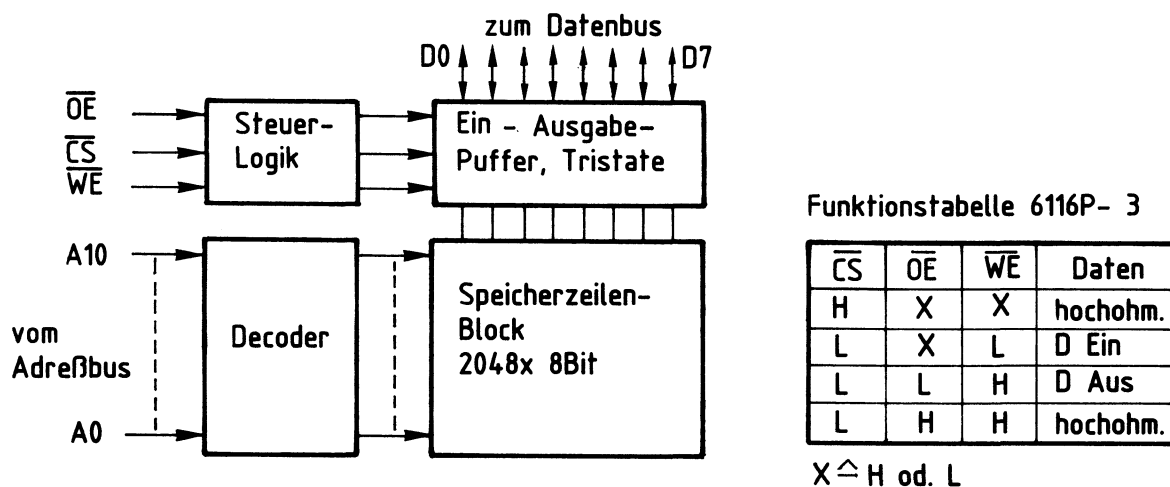 zum Datenbus
D0 D7
OE
CS
WE
Steuer-
Logik
Ein - Ausgabe-
Puffer, Tristate
A10
vom
Adreßbus
A0
Decoder
Speicherzeilen-
Block
2048x 8Bit
Funktionstabelle 6116P- 3
CS OE WE Daten
H X X hochohm.
L X L D Ein
L L H D Aus
L H H hochohm.
X ≙ H od. L